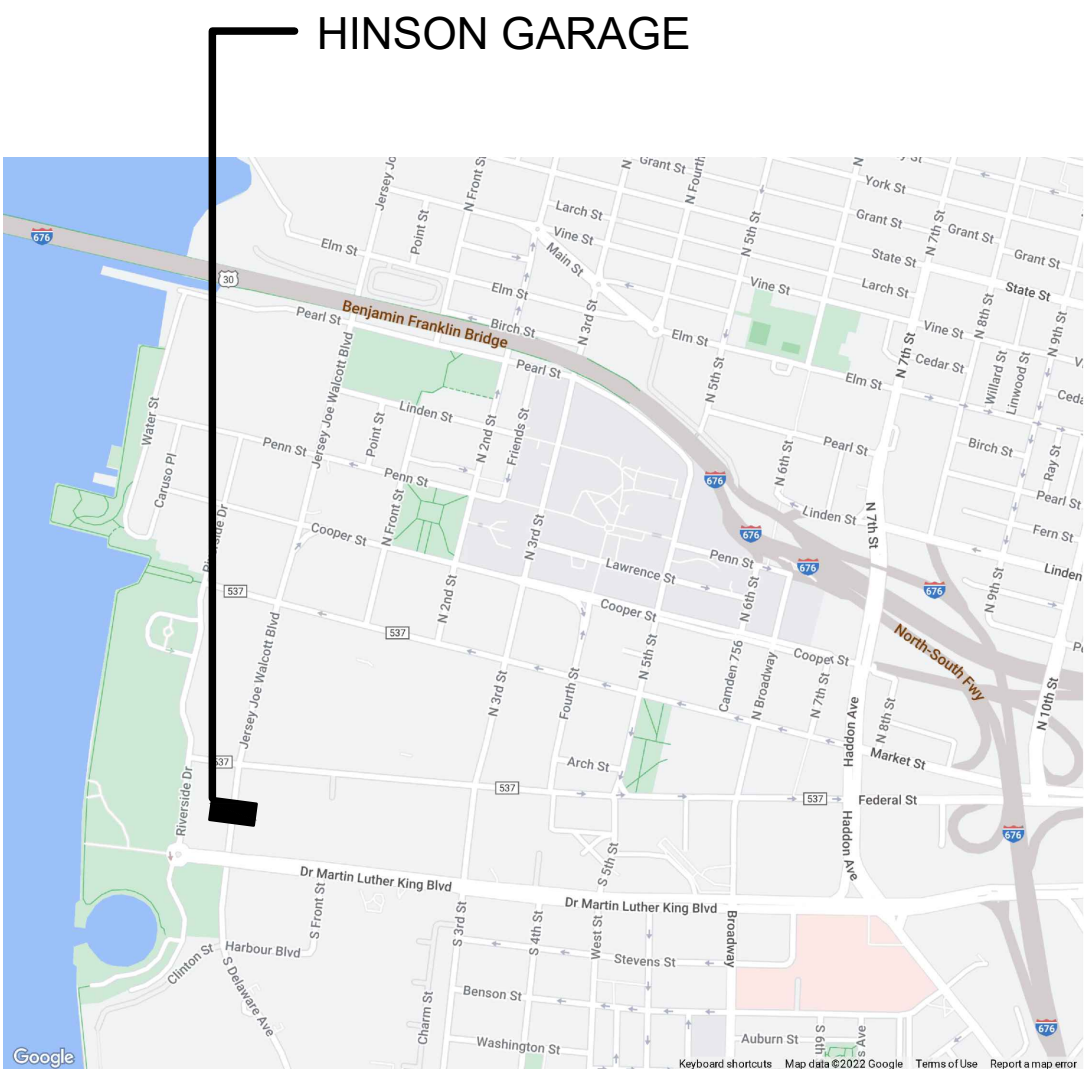 HINSON GARAGE
Grant St
N Fourth
York St
Jersey Jo
N Front St
Point St
Larch St
Vine St
Main St
N 5th St
Grant St
N 7th St
Grant St
Grant St
676
30
Elm St
State St
Larch St
State St
Vine St
Elm St
Benjamin Franklin Bridge
Birch St
N 3rd St
Elm St
Vine St
N 8th St
N 9th St
Pearl St
Pearl St
N 5th St
N 7th St
Cedar St
Elm St
Willard St
Linwood St
Ceda
Water St
Jersey Joe Walcott Blvd
Point St
Linden St
N 2nd St
Friends St
Pearl St
Birch St
Ray St
Penn St
Penn St
Caruso Pl
N Front St
N 3rd St
676
N 6th St
Linden St
N 7th St
Pearl St
Fern St
Cooper St
676
Penn St
676
Linden
Lawrence St
N 6th St
676
N 9th St
537
N 2nd St
Cooper St
537
Jersey Joe Walcott Blvd
N 3rd St
Fourth St
N 5th St
Camden 756
N Broadway
Cooper St
N 7th St
North-South Fwy
N 8th St
N 10th St
Haddon Ave
Market St
537
Arch St
537
537
Federal St
Riverside Dr
Haddon Ave
676
Dr Martin Luther King Blvd
S 5th St
Dr Martin Luther King Blvd
S Front St
S 3rd St
S 4th St
West St
Broadway
Harbour Blvd
Clinton St
S Delaware Ave
Stevens St
Benson St
Charm St
Washington St
Auburn St
S 6th
s Ave
676
Google
Keyboard shortcuts Map data ©2022 Google Terms of Use Report a map error